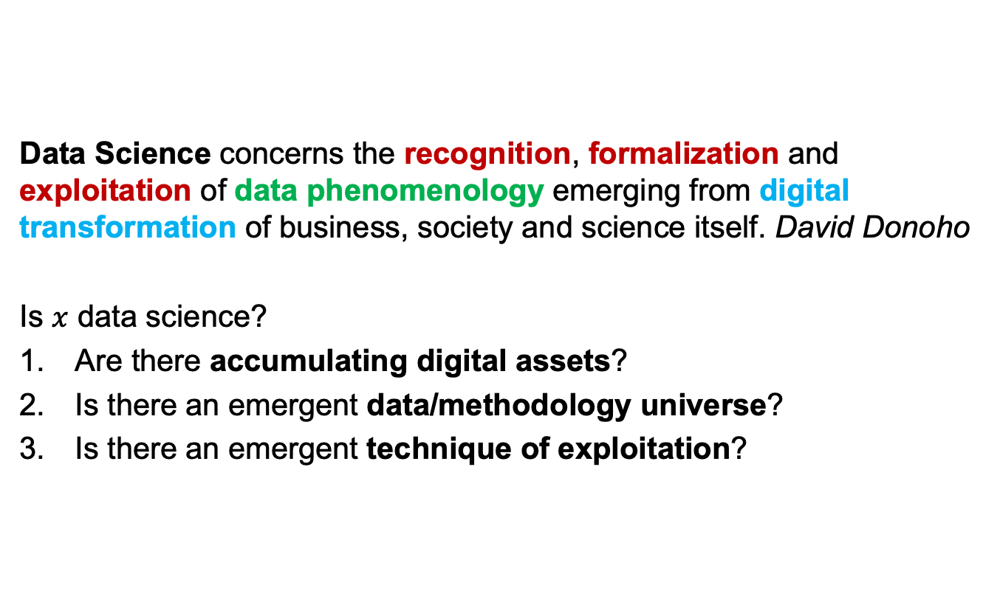 Data Science concerns the recognition, formalization and
exploitation of data phenomenology emerging from digital
transformation of business, society and science itself. David Donoho
Is x data science?
1. Are there accumulating digital assets?
2. Is there an emergent data/methodology universe?
3. Is there an emergent technique of exploitation?